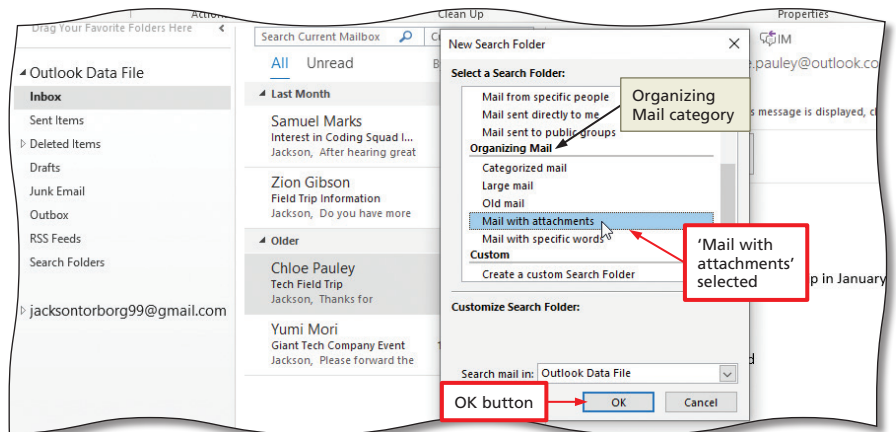 Clean Up
Properties
Drag Your Favorite Folders Here
Outlook Data File
Inbox
Sent Items
Deleted Items
Drafts
Junk Email
Outbox
RSS Feeds
Search Folders
jacksontorborg99@gmail.com
Search Current Mailbox
All Unread
Last Month
Samuel Marks
Interest in Coding Squad I...
Jackson, After hearing great
Zion Gibson
Field Trip Information
Jackson, Do you have more
Older
Chloe Pauley
Tech Field Trip
Jackson, Thanks for
Yumi Mori
Giant Tech Company Event
Jackson, Please forward the
New Search Folder
Select a Search Folder:
Mail from specific people
Mail sent directly to me
Mail sent to public groups
Organizing Mail
Categorized mail
Large mail
Old mail
Mail with attachments
Mail with specific words
Custom
Create a custom Search Folder
Customize Search Folder:
Search mail in: Outlook Data File
OK Cancel
Organizing
Mail category
'Mail with
attachments'
selected
OK button
IM
.pauley@outlook.co
s message is displayed, cl
p in January